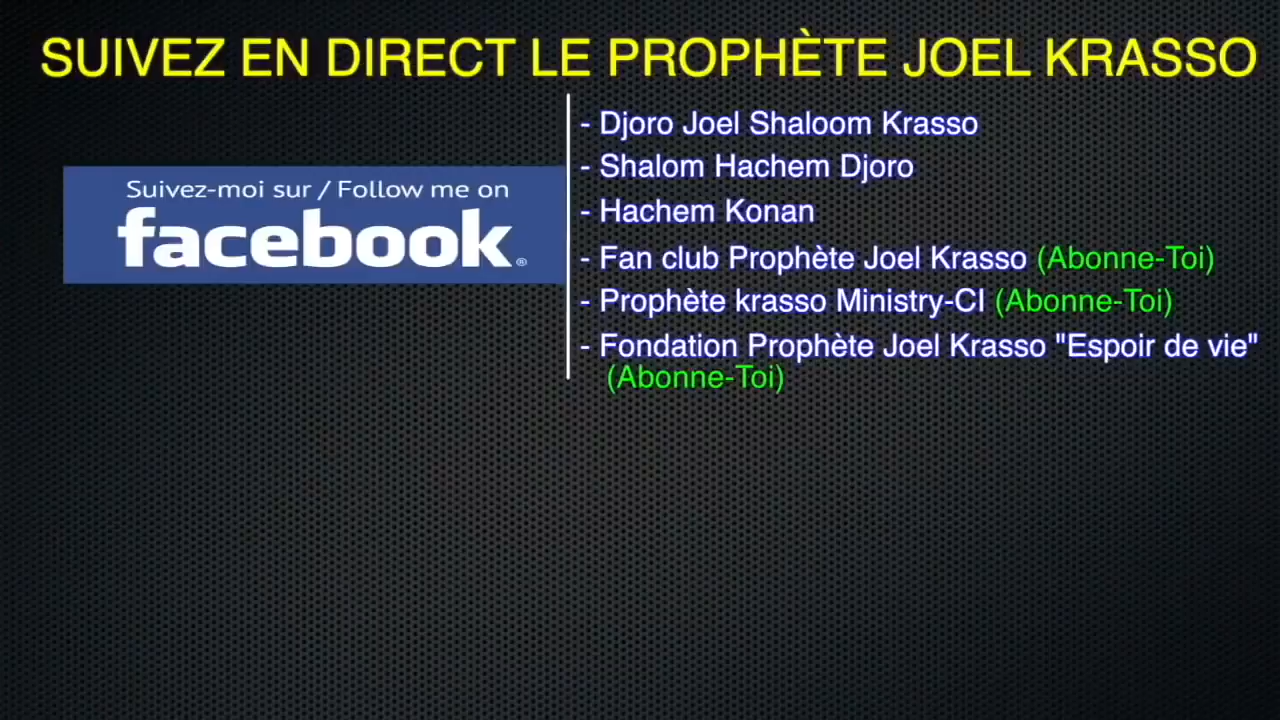 SUIVEZ EN DIRECT LE PROPHÈTE JOEL KRASSO
Suivez-moi sur / Follow me on
facebook®
- Djoro Joel Shaloom Krasso
- Shalom Hachem Djoro
- Hachem Konan
- Fan club Prophète Joel Krasso (Abonne-Toi)
- Prophète krasso Ministry-CI (Abonne-Toi)
- Fondation Prophète Joel Krasso "Espoir de vie"
(Abonne-Toi)